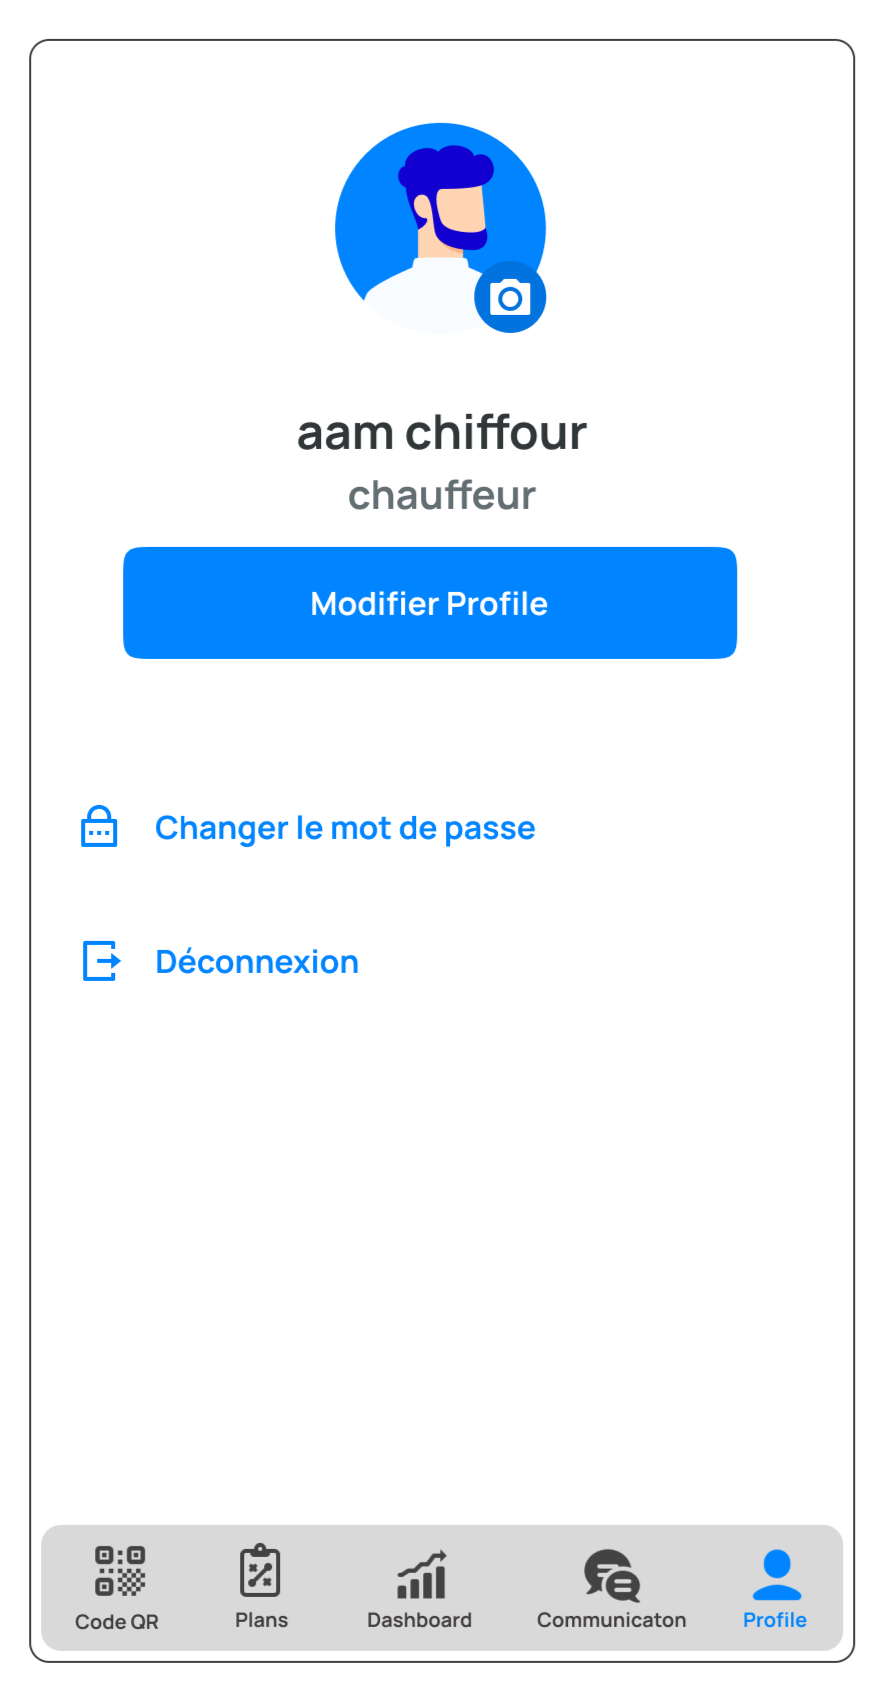 aam chiffour
chauffeur
Modifier Profile
Changer le mot de passe
Déconnexion
Code QR
Plans
Dashboard
Communicaton
Profile